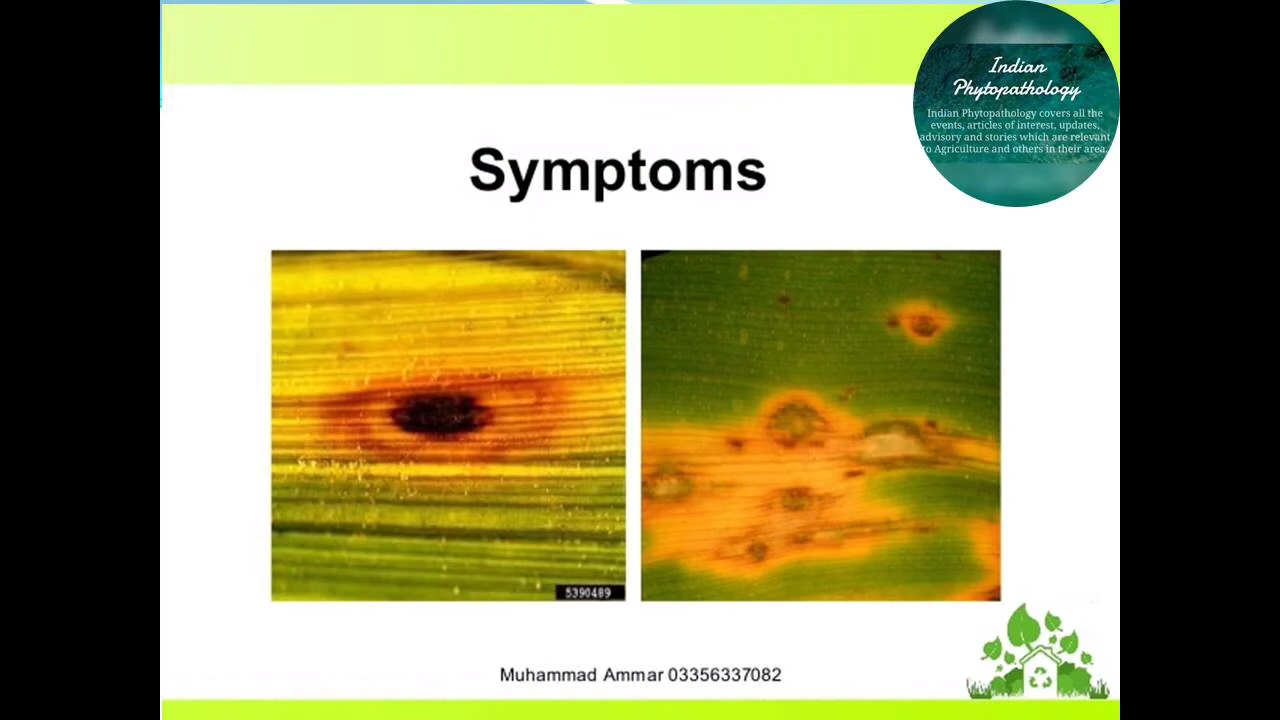 Indian
Phytopathology
Indian Phytopathology covers all the
events, articles of interest, updates,
advisory and stories which are relevant
to Agriculture and others in their area.
Symptoms
5390489
Muhammad Ammar 03356337082